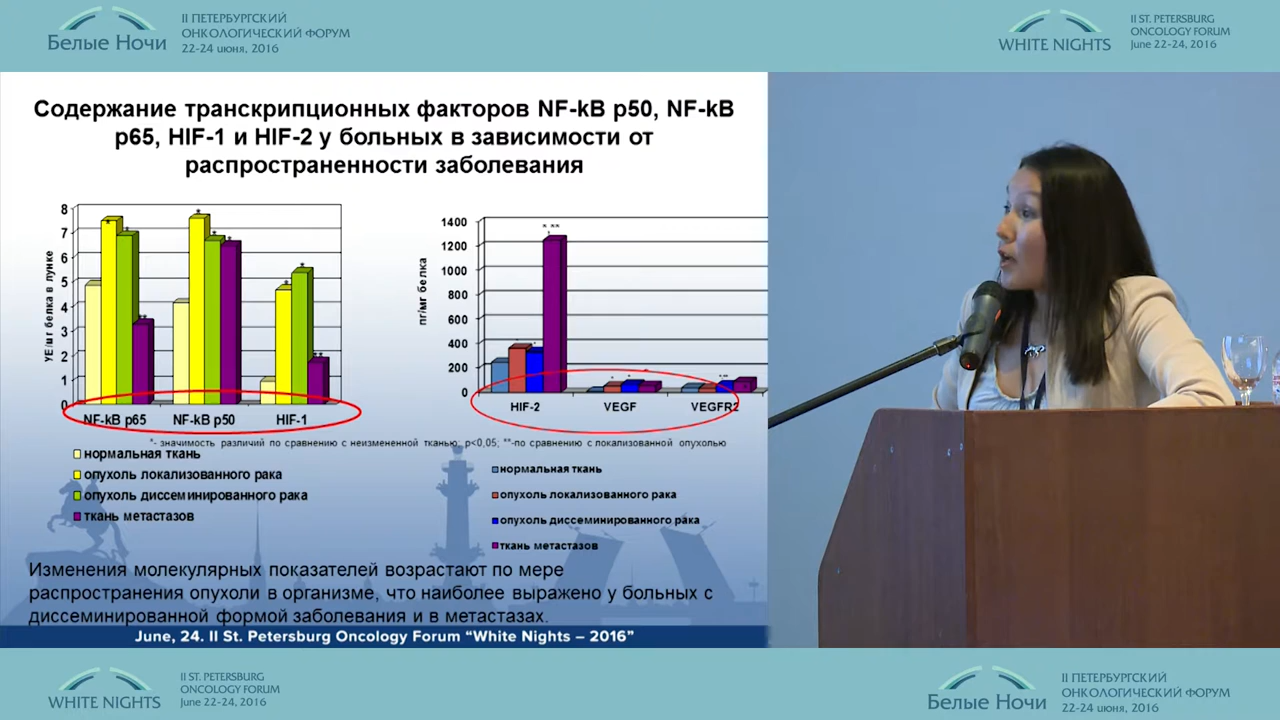 Белые Ночи
II ПЕТЕРБУРГСКИЙ
ОНКОЛОГИЧЕСКИЙ ФОРУМ
22-24 июня, 2016
WHITE NIGHTS
II ST. PETERSBURG
ONCOLOGY FORUM
June 22-24, 2016
Содержание транскрипционных факторов NF-kB p50, NF-kB
p65, HIF-1 и HIF-2 у больных в зависимости от
распространенности заболевания
УЕ/мг белка в лунке
8
7
6
5
4
3
2
1
0
NF-kB p65
NF-kB p50
HIF-1
пг/мг белка
1400
1200
1000
800
600
400
200
0
HIF-2
VEGF
VEGFR2
*- значимость различий по сравнению с неизмененной тканью; p<0,05; **-по сравнению с локализованной опухолью
нормальная ткань
опухоль локализованного рака
опухоль диссеминированного рака
ткань метастазов
нормальная ткань
опухоль локализованного рака
опухоль диссеминированного рака
ткань метастазов
Изменения молекулярных показателей возрастают по мере
распространения опухоли в организме, что наиболее выражено у больных с
диссеминированной формой заболевания и в метастазах.
June, 24. II St. Petersburg Oncology Forum “White Nights – 2016”
WHITE NIGHTS
II ST. PETERSBURG
ONCOLOGY FORUM
June 22-24, 2016
Белые Ночи
II ПЕТЕРБУРГСКИЙ
ОНКОЛОГИЧЕСКИЙ ФОРУМ
22-24 июня, 2016